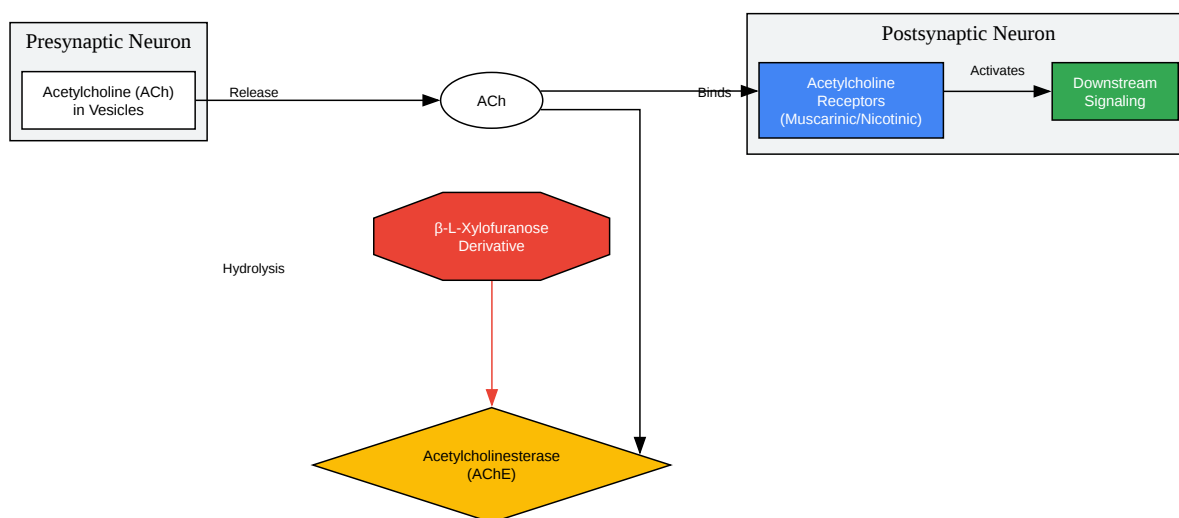 Presynaptic Neuron
Acetylcholine (ACh)
in Vesicles
Release
ACh
Binds
Postsynaptic Neuron
Acetylcholine
Receptors
(Muscarinic/Nicotinic)
Activates
Downstream
Signaling
β-L-Xylofuranose
Derivative
Hydrolysis
Acetylcholinesterase
(AChE)